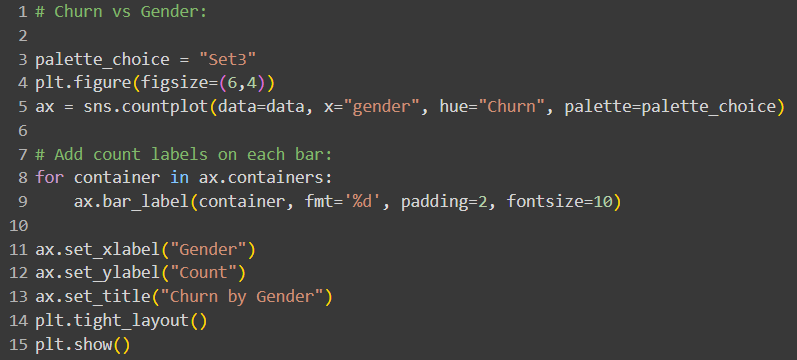 1 # Churn vs Gender:
2
3 palette_choice = "Set3"
4 plt.figure(figsize=(6,4))
5 ax = sns.countplot(data=data, x="gender", hue="Churn", palette=palette_choice)
6
7 # Add count labels on each bar:
8 for container in ax.containers:
9     ax.bar_label(container, fmt='%d', padding=2, fontsize=10)
10
11 ax.set_xlabel("Gender")
12 ax.set_ylabel("Count")
13 ax.set_title("Churn by Gender")
14 plt.tight_layout()
15 plt.show()